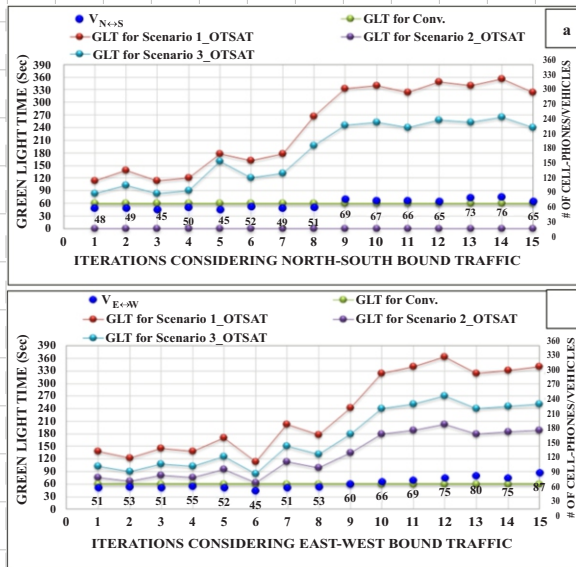 V N↔S
GLT for Conv.
a
GLT for Scenario 1_OTSAT
GLT for Scenario 2_OTSAT
GLT for Scenario 3_OTSAT
GREEN LIGHT TIME (Sec)
390
360
330
300
270
240
210
180
150
120
90
60
30
0
360
330
300
270
240
210
180
150
120
90
60
30
0
# OF CELL-PHONES/VEHICLES
48 49 45 50 45 52 49 51 69 67 66 65 73 76 65
0 1 2 3 4 5 6 7 8 9 10 11 12 13 14 15
ITERATIONS CONSIDERING NORTH-SOUTH BOUND TRAFFIC
V E↔W
GLT for Conv.
GLT for Scenario 1_OTSAT
GLT for Scenario 2_OTSAT
GLT for Scenario 3_OTSAT
GREEN LIGHT TIME (Sec)
390
360
330
300
270
240
210
180
150
120
90
60
30
0
360
330
300
270
240
210
180
150
120
90
60
30
0
# OF CELL-PHONES/VEHICLES
51 53 51 55 52 45 51 53 60 66 69 75 80 75 87
0 1 2 3 4 5 6 7 8 9 10 11 12 13 14 15
ITERATIONS CONSIDERING EAST-WEST BOUND TRAFFIC